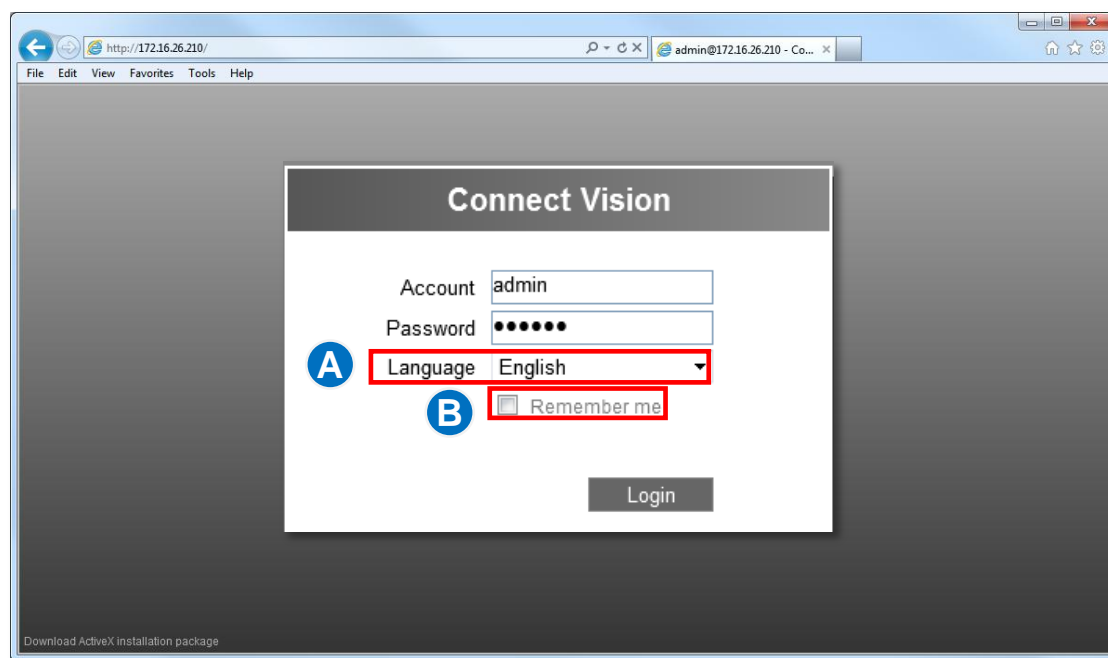 http://172.16.26.210/
admin@172.16.26.210 - Co...
File Edit View Favorites Tools Help
Connect Vision
Account admin
Password ●●●●●●
A Language English
B Remember me
Login
Download ActiveX installation package